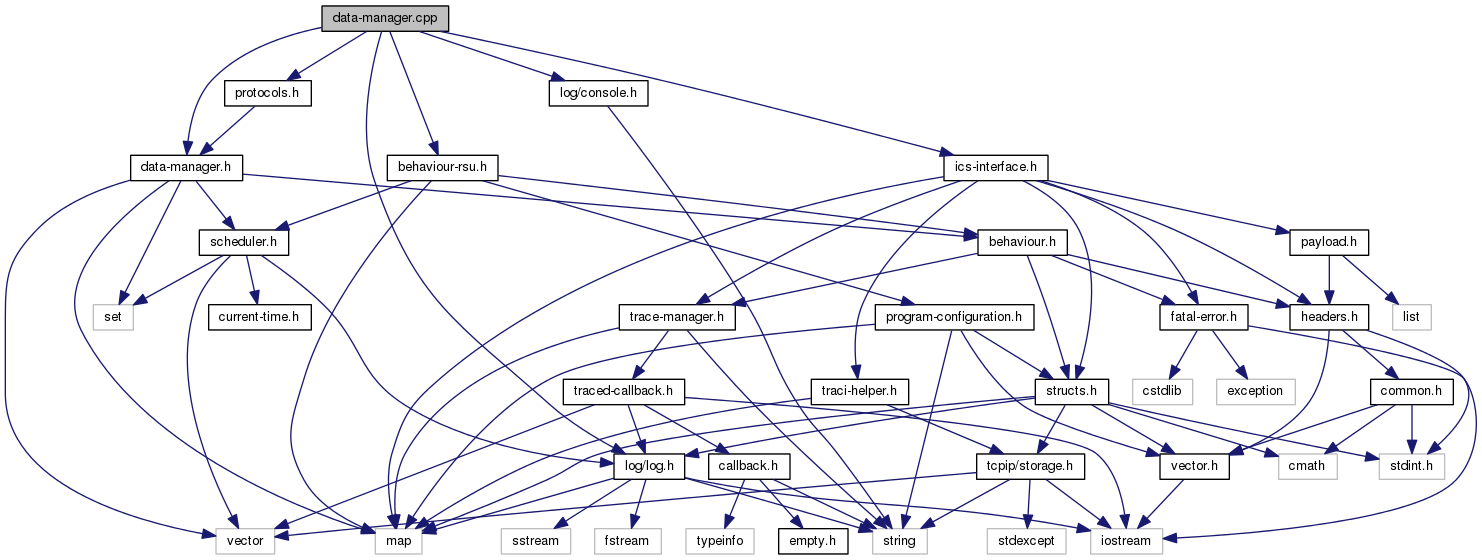 data-manager.cpp
protocols.h
log/console.h
data-manager.h
behaviour-rsu.h
ics-interface.h
scheduler.h
behaviour.h
payload.h
set
current-time.h
trace-manager.h
program-configuration.h
fatal-error.h
headers.h
list
traced-callback.h
traci-helper.h
structs.h
cstdlib
exception
common.h
log/log.h
callback.h
tcpip/storage.h
vector.h
cmath
stdint.h
vector
map
sstream
fstream
typeinfo
empty.h
string
stdexcept
iostream